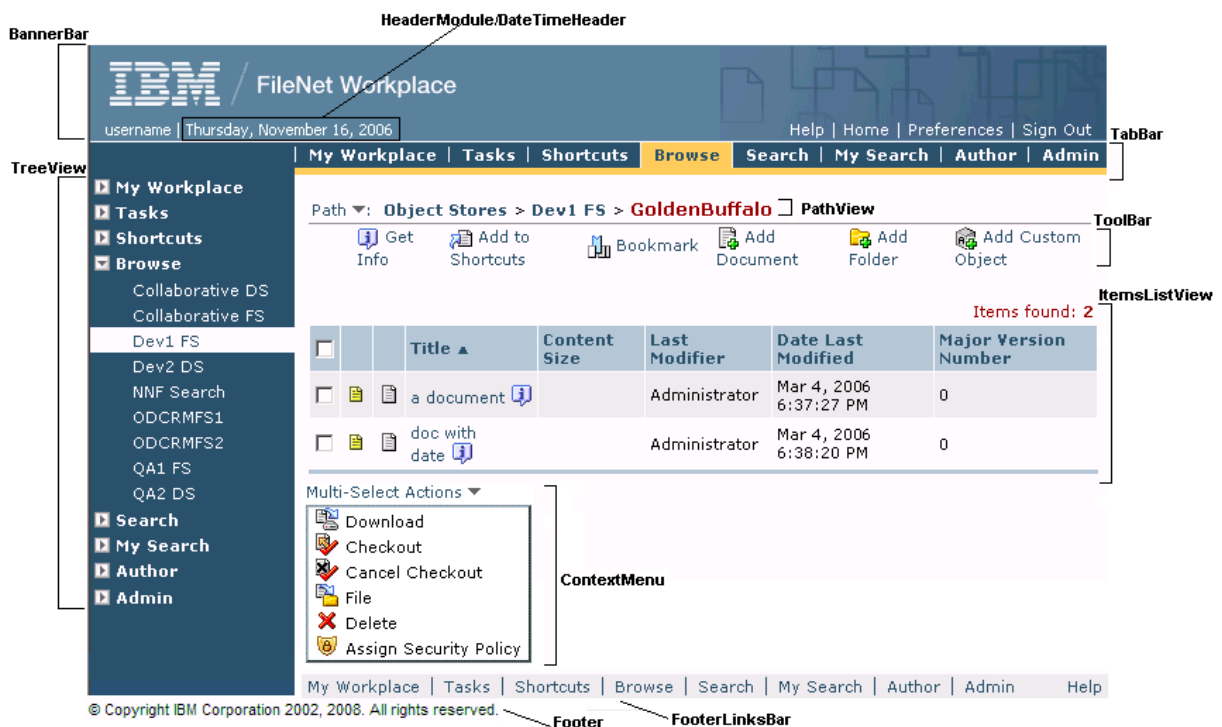 HeaderModule/DateTimeHeader
BannerBar
IBM / FileNet Workplace
username | Thursday, November 16, 2006
Help | Home | Preferences | Sign Out
TabBar
My Workplace | Tasks | Shortcuts Browse Search | My Search | Author | Admin
TreeView
My Workplace
Tasks
Shortcuts
Browse
Collaborative DS
Collaborative FS
Dev1 FS
Dev2 DS
NNF Search
ODCRMFS1
ODCRMFS2
QA1 FS
QA2 DS
Search
My Search
Author
Admin
Path : Object Stores > Dev1 FS > GoldenBuffalo
PathView
ToolBar
Get Info
Add to Shortcuts
Bookmark
Add Document
Add Folder
Add Custom Object
ItemsListView
Items found: 2
Title Content Size Last Modifier Date Last Modified Major Version Number
a document Administrator Mar 4, 2006 6:37:27 PM 0
doc with date Administrator Mar 4, 2006 6:38:20 PM 0
Multi-Select Actions
Download
Checkout
Cancel Checkout
File
Delete
Assign Security Policy
ContextMenu
My Workplace | Tasks | Shortcuts | Browse | Search | My Search | Author | Admin Help
© Copyright IBM Corporation 2002, 2008. All rights reserved.
Footer
FooterLinksBar